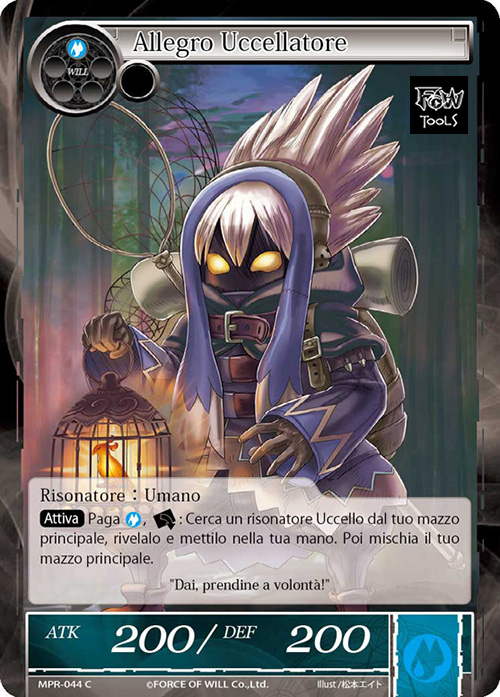 Allegro Uccellatore
WILL
FOW
TOOLS
Risonatore : Umano
Attiva Paga , : Cerca un risonatore Uccello dal tuo mazzo
principale, rivelalo e mettilo nella tua mano. Poi mischia il tuo
mazzo principale.
"Dai, prendine a volontà!"
ATK 200 / DEF 200
MPR-044 C ©FORCE OF WILL Co.,Ltd. Illust /松本エイト